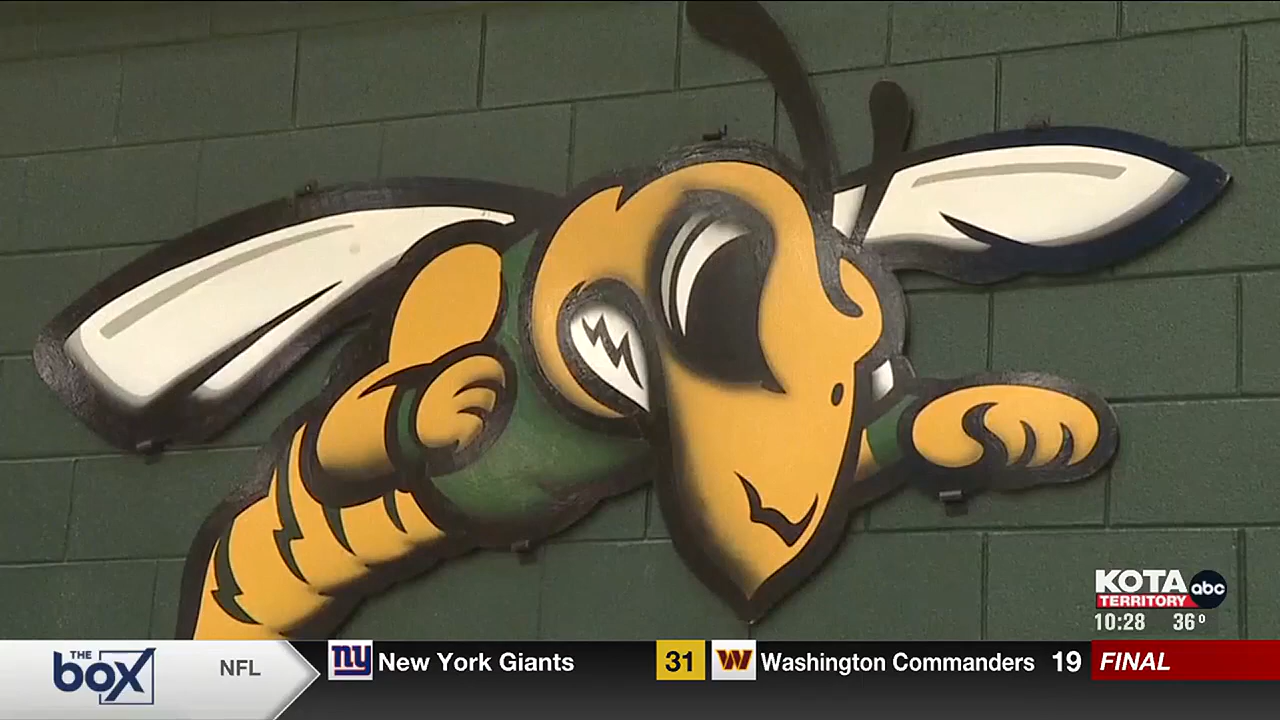 KOTA abc
TERRITORY
10:28 36°
THE
box
NFL
ny New York Giants 31 W Washington Commanders 19 FINAL